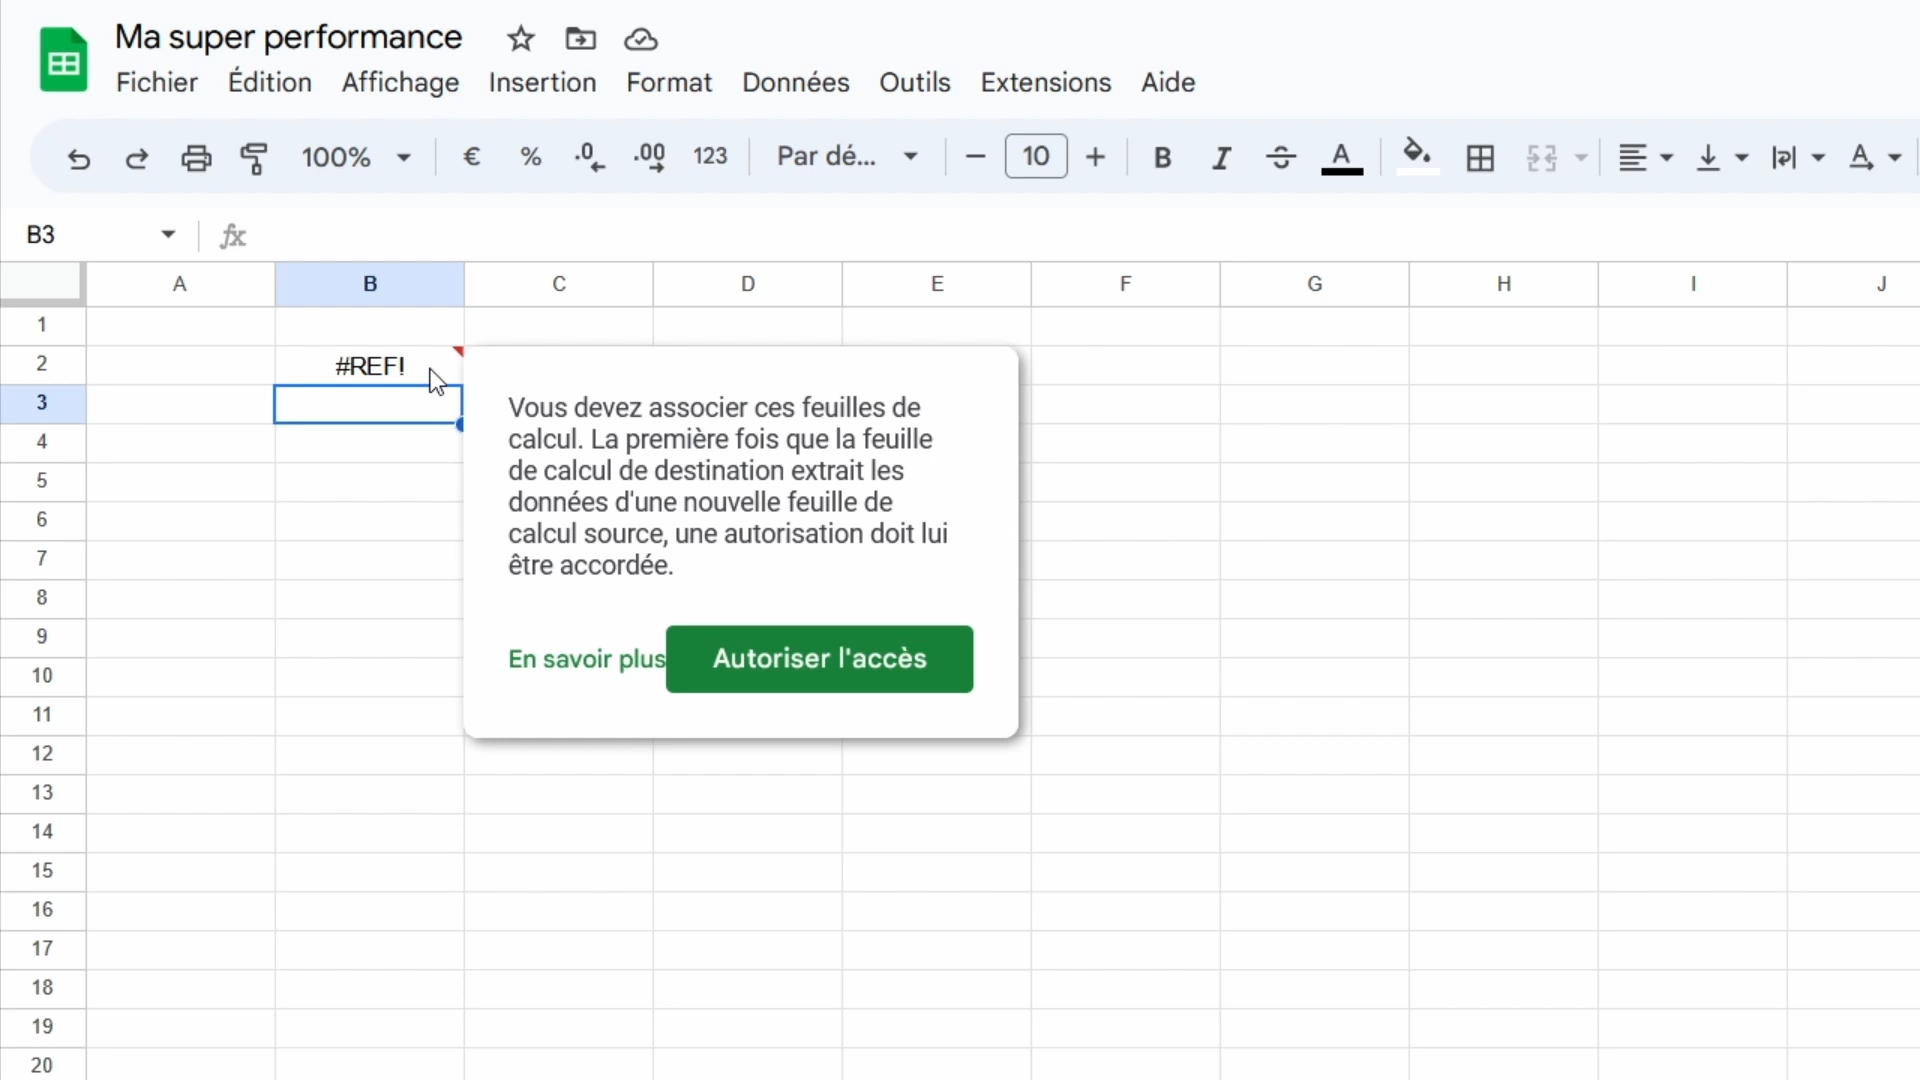 Ma super performance
Fichier Édition Affichage Insertion Format Données Outils Extensions Aide
100% € % .0 .00 123 Par dé... 10 B I S A A
B3 fx
A B C D E F G H I J
1
2 #REF!
3
4
5
6
7
8
9
10
11
12
13
14
15
16
17
18
19
20
Vous devez associer ces feuilles de
calcul. La première fois que la feuille
de calcul de destination extrait les
données d'une nouvelle feuille de
calcul source, une autorisation doit lui
être accordée.
En savoir plus Autoriser l'accès